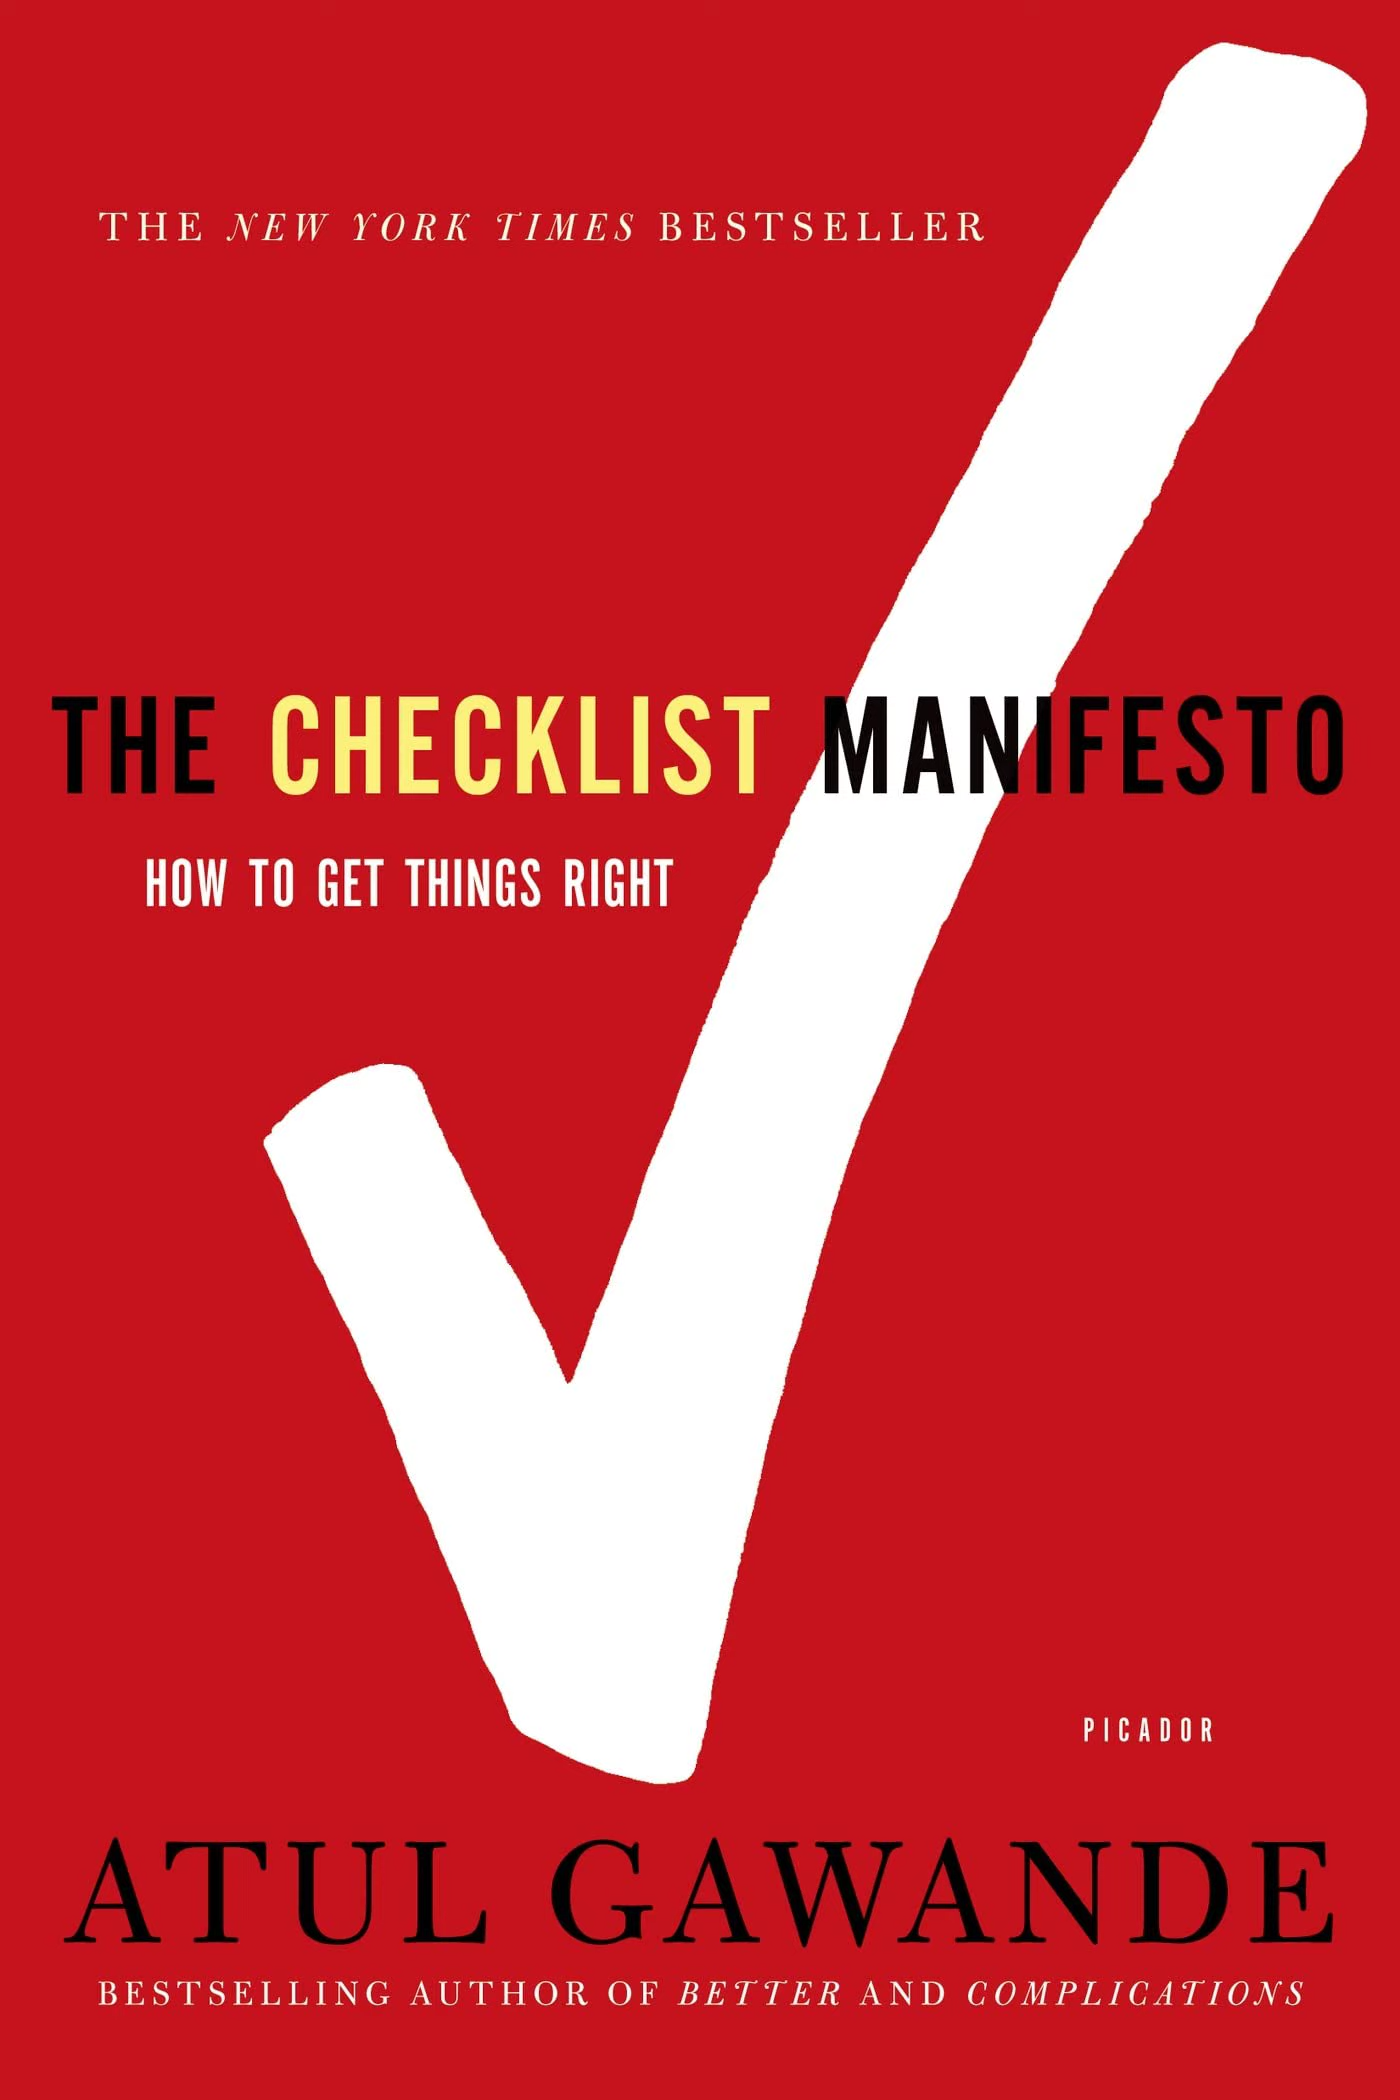 THE NEW YORK TIMES BESTSELLER
THE CHECKLIST MANIFESTO
HOW TO GET THINGS RIGHT
PICADOR
ATUL GAWANDE
BESTSELLING AUTHOR OF BETTER AND COMPLICATIONS